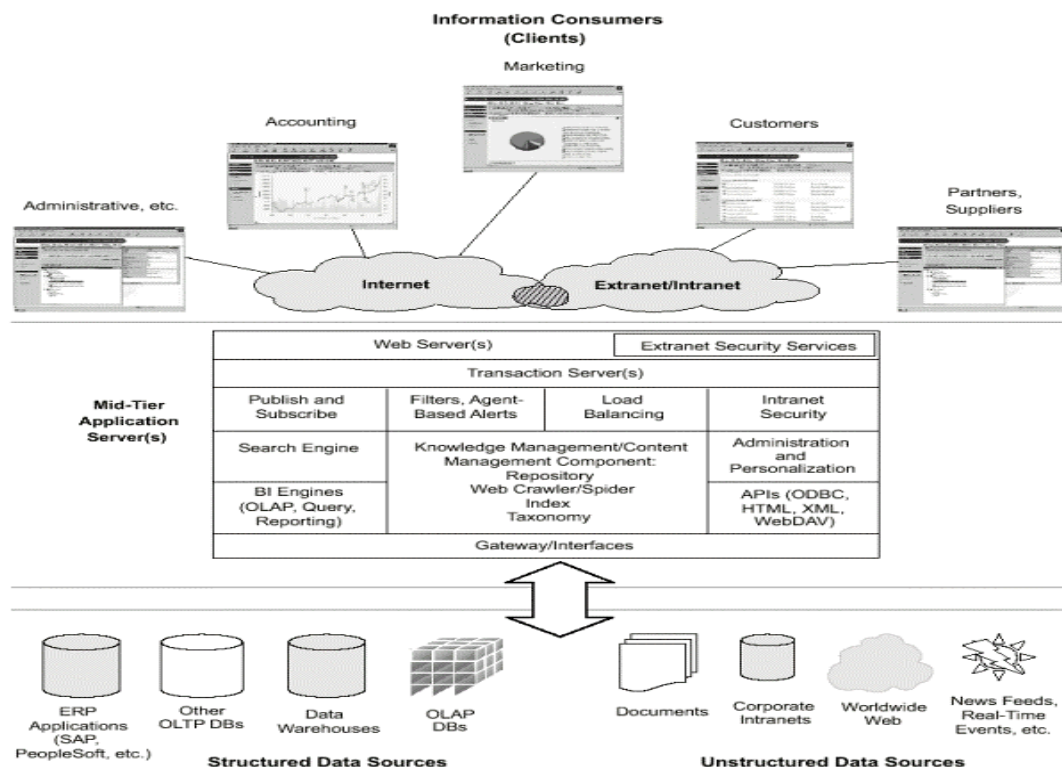 Information Consumers
(Clients)
Marketing
Accounting
Customers
Administrative, etc.
Partners,
Suppliers
Internet
Extranet/Intranet
Web Server(s)
Extranet Security Services
Transaction Server(s)
Mid-Tier
Application
Server(s)
Publish and
Subscribe
Filters, Agent-
Based Alerts
Load
Balancing
Intranet
Security
Search Engine
Knowledge Management/Content
Management Component:
Repository
Web Crawler/Spider
Index
Taxonomy
Administration
and
Personalization
BI Engines
(OLAP, Query,
Reporting)
APIs (ODBC,
HTML, XML,
WebDAV)
Gateway/Interfaces
ERP
Applications
(SAP,
PeopleSoft, etc.)
Other
OLTP DBs
Data
Warehouses
OLAP
DBs
Documents
Corporate
Intranets
Worldwide
Web
News Feeds,
Real-Time
Events, etc.
Structured Data Sources
Unstructured Data Sources